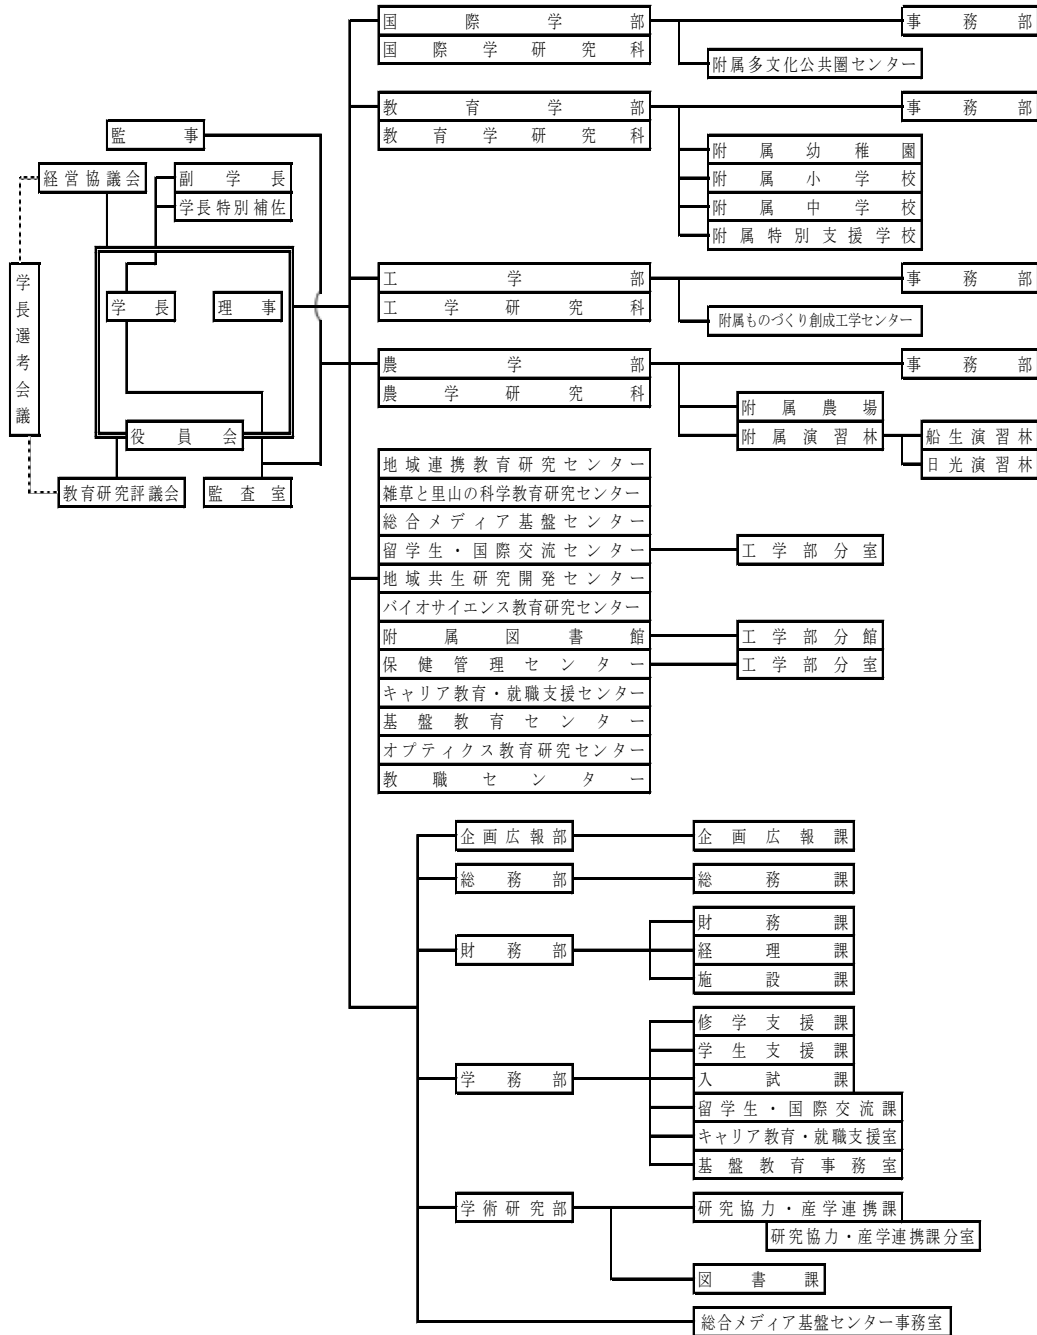 国際学部
事務部
国際学研究科
附属多文化公共圏センター
教育学部
事務部
教育学研究科
監事
附属幼稚園
附属小学校
附属中学校
附属特別支援学校
経営協議会
副学長
学長特別補佐
学長選考会議
学長
理事
役員会
教育研究評議会
監査室
工学部
事務部
工学研究科
附属ものづくり創成工学センター
農学部
事務部
農学研究科
附属農場
附属演習林
船生演習林
日光演習林
地域連携教育研究センター
雑草と里山の科学教育研究センター
総合メディア基盤センター
留学生・国際交流センター
工学部分室
地域共生研究開発センター
バイオサイエンス教育研究センター
附属図書館
工学部分館
保健管理センター
工学部分室
キャリア教育・就職支援センター
基盤教育センター
オプティクス教育研究センター
教職センター
企画広報部
企画広報課
総務部
総務課
財務部
財務課
経理課
施設課
学務部
修学支援課
学生支援課
入試課
留学生・国際交流課
キャリア教育・就職支援室
基盤教育事務室
学術研究部
研究協力・産学連携課
研究協力・産学連携課分室
図書課
総合メディア基盤センター事務室